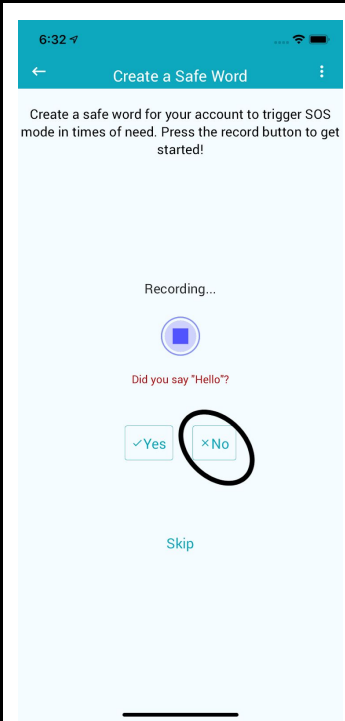 6:32
Create a Safe Word
Create a safe word for your account to trigger SOS
mode in times of need. Press the record button to get
started!
Recording...
Did you say "Hello"?
Yes
No
Skip